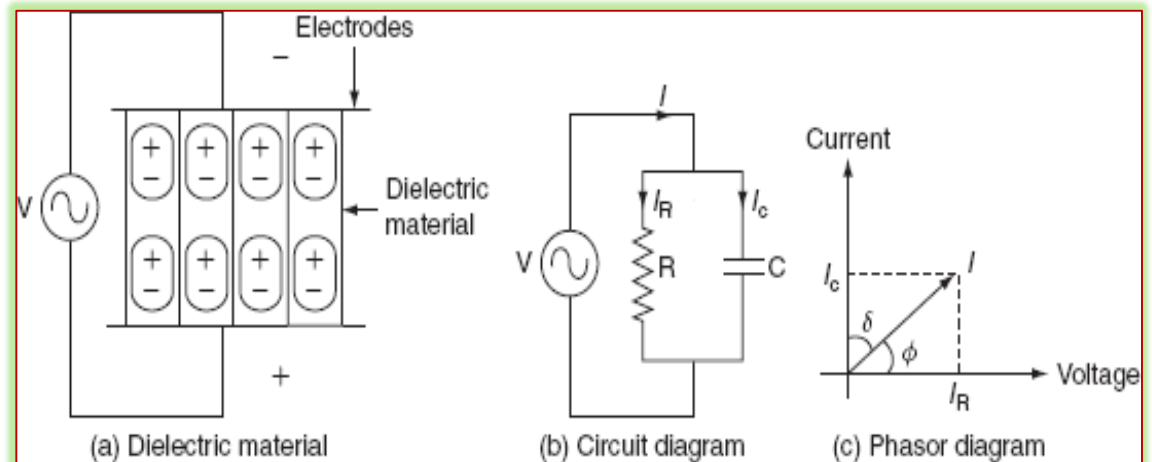 Electrodes
−
+ + + +
− − − −
V
Dielectric
material
+ + + +
− − − −
+
(a) Dielectric material
I
I_R I_c
V R C
(b) Circuit diagram
Current
I_c I
δ
ϕ
Voltage
I_R
(c) Phasor diagram